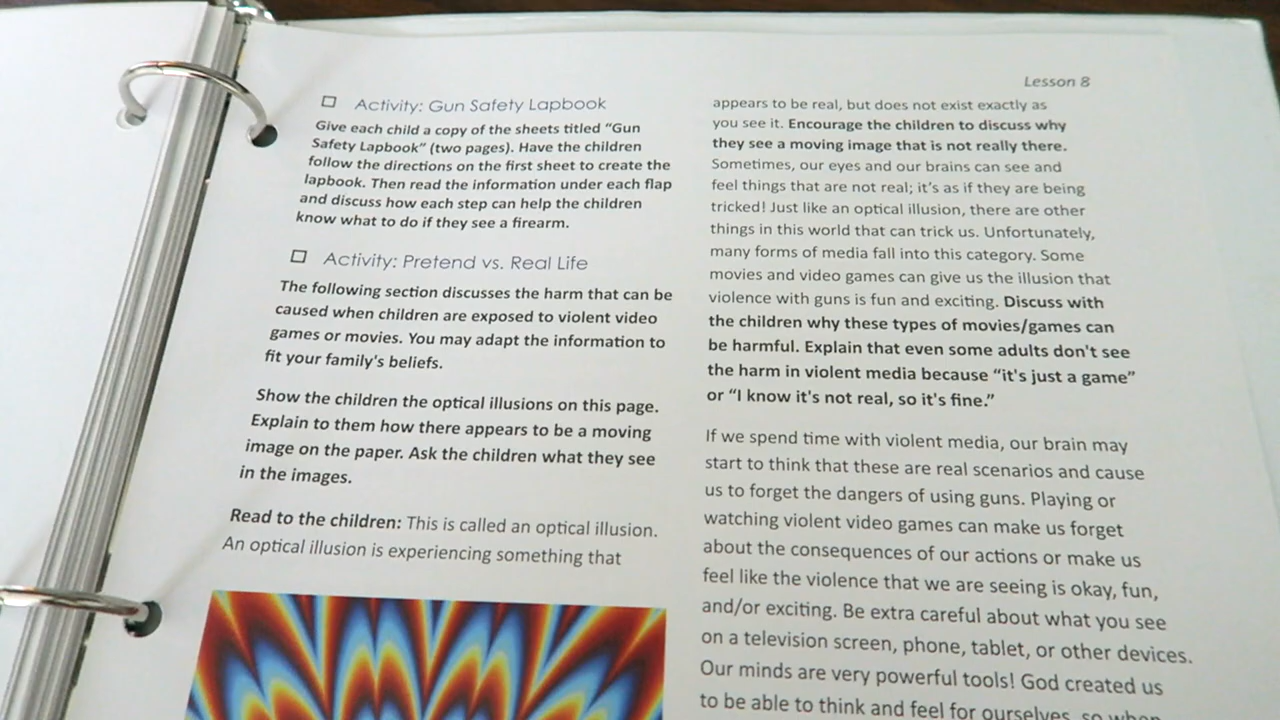 Lesson 8
Activity: Gun Safety Lapbook
Give each child a copy of the sheets titled “Gun
Safety Lapbook” (two pages). Have the children
follow the directions on the first sheet to create the
lapbook. Then read the information under each flap
and discuss how each step can help the children
know what to do if they see a firearm.
Activity: Pretend vs. Real Life
The following section discusses the harm that can be
caused when children are exposed to violent video
games or movies. You may adapt the information to
fit your family's beliefs.
Show the children the optical illusions on this page.
Explain to them how there appears to be a moving
image on the paper. Ask the children what they see
in the images.
Read to the children: This is called an optical illusion.
An optical illusion is experiencing something that
appears to be real, but does not exist exactly as
you see it. Encourage the children to discuss why
they see a moving image that is not really there.
Sometimes, our eyes and our brains can see and
feel things that are not real; it’s as if they are being
tricked! Just like an optical illusion, there are other
things in this world that can trick us. Unfortunately,
many forms of media fall into this category. Some
movies and video games can give us the illusion that
violence with guns is fun and exciting. Discuss with
the children why these types of movies/games can
be harmful. Explain that even some adults don't see
the harm in violent media because “it's just a game”
or “I know it's not real, so it's fine.”
If we spend time with violent media, our brain may
start to think that these are real scenarios and cause
us to forget the dangers of using guns. Playing or
watching violent video games can make us forget
about the consequences of our actions or make us
feel like the violence that we are seeing is okay, fun,
and/or exciting. Be extra careful about what you see
on a television screen, phone, tablet, or other devices.
Our minds are very powerful tools! God created us
to be able to think and feel for ourselves, so when